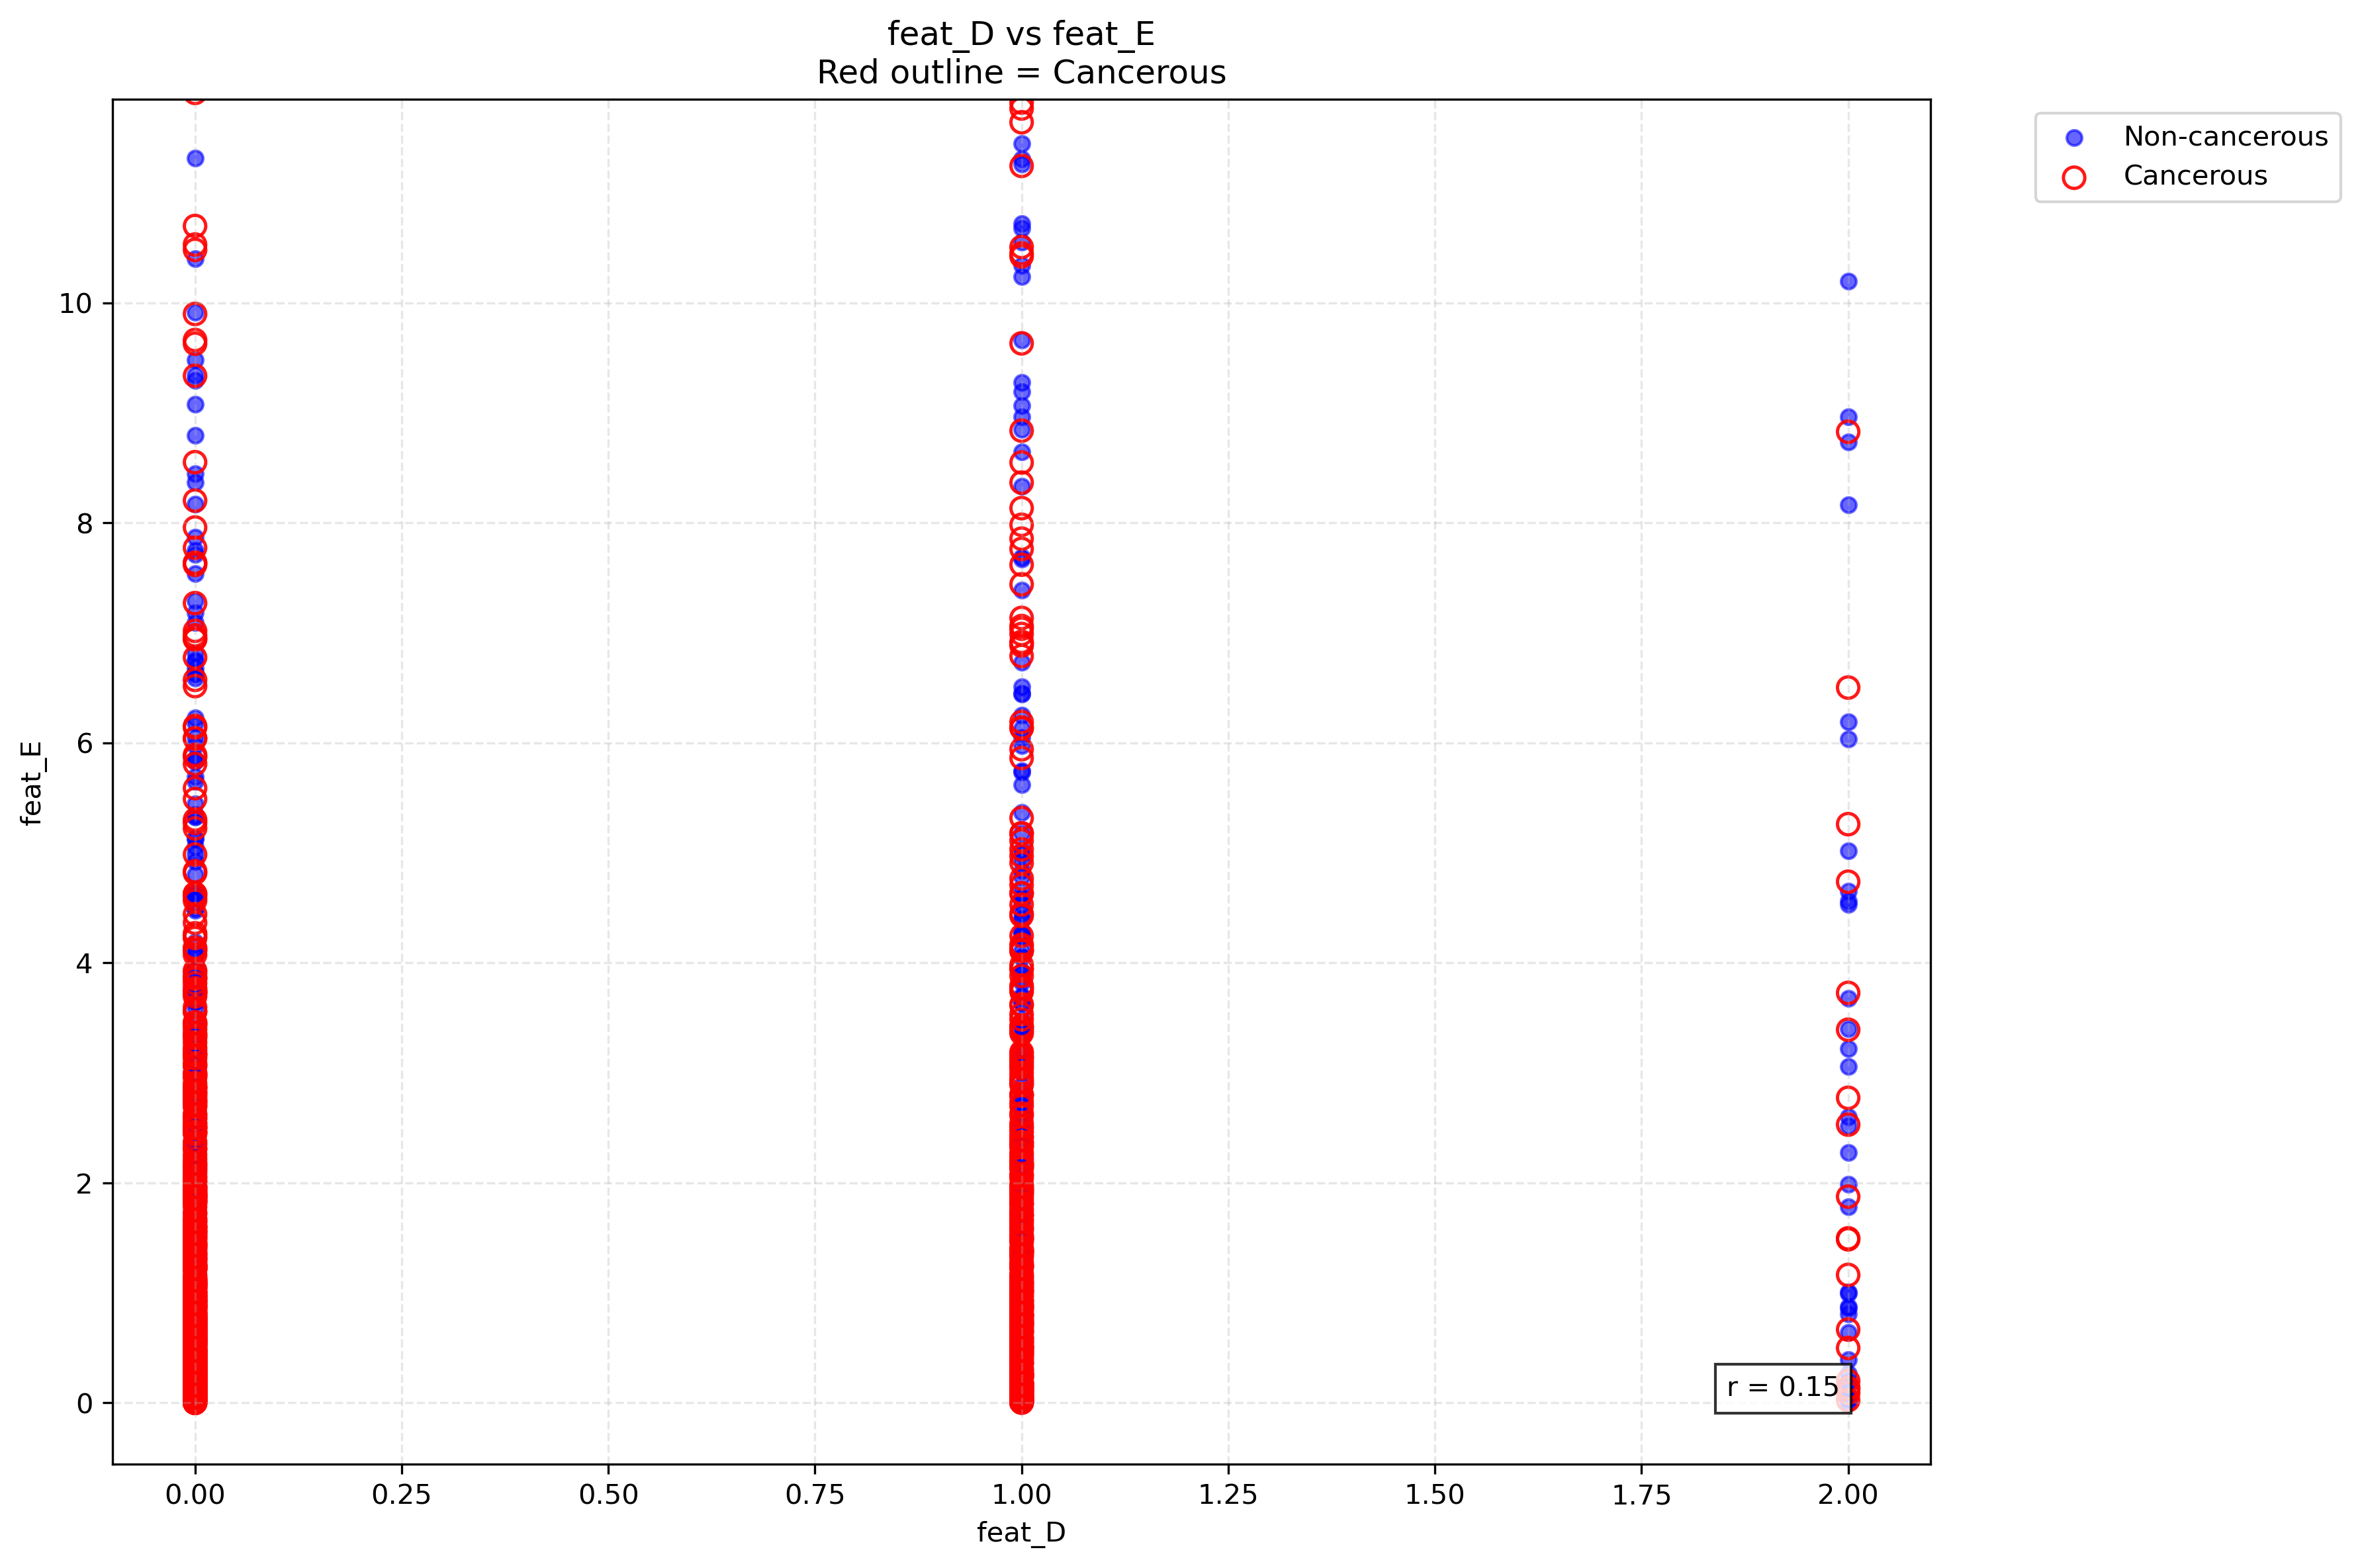 feat_D vs feat_E
Red outline = Cancerous
Non-cancerous
Cancerous
feat_E
10
8
6
4
2
0
r = 0.15
0.00 0.25 0.50 0.75 1.00 1.25 1.50 1.75 2.00
feat_D